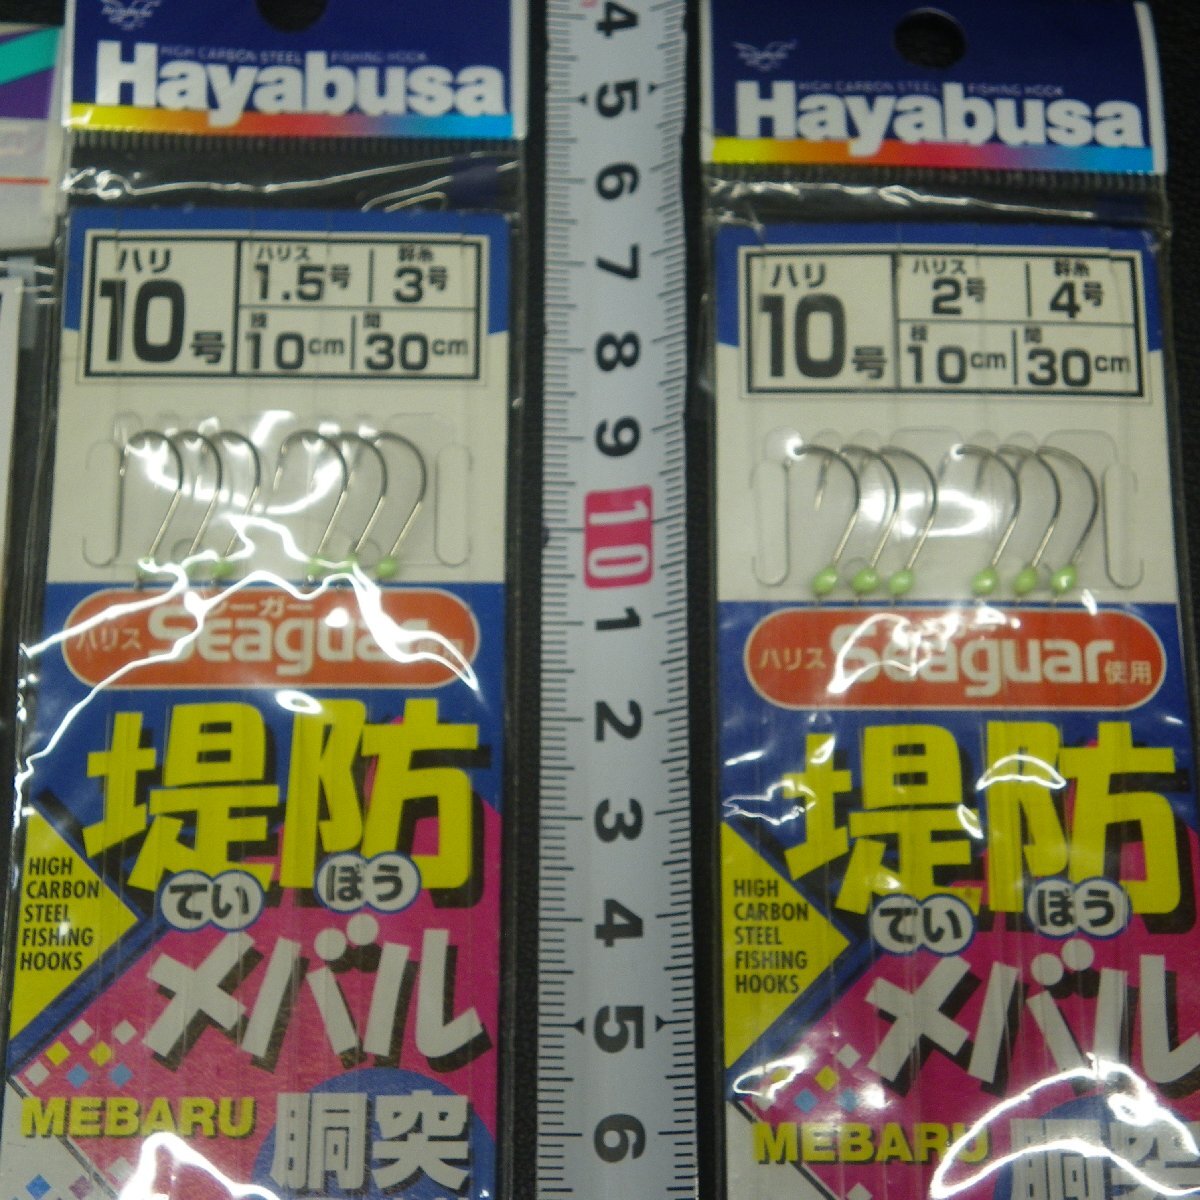 HIGH CARBON STEEL FISHING HOOK
Hayabusa
ハリ
10号
ハリス
1.5号
幹糸
3号
枝
10cm
間
30cm
シーガー
ハリス Seaguar 用
堤防
てい ぼう
メバル
HIGH
CARBON
STEEL
FISHING
HOOKS
MEBARU
胴突
4
5
6
7
8
9
10
1
2
3
4
5
6
HIGH CARBON STEEL FISHING HOOK
Hayabusa
ハリ
10号
ハリス
2号
幹糸
4号
枝
10cm
間
30cm
ハリス Seaguar 使用
堤防
てい ぼう
メバル
HIGH
CARBON
STEEL
FISHING
HOOKS
MEBARU
胴突